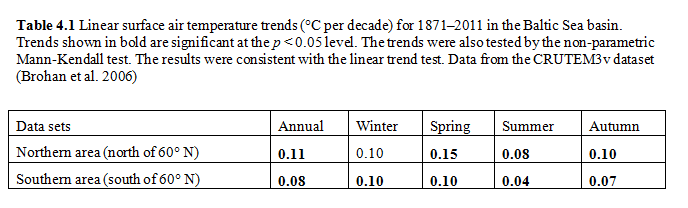 Table 4.1 Linear surface air temperature trends (°C per decade) for 1871–2011 in the Baltic Sea basin.
Trends shown in bold are significant at the p < 0.05 level. The trends were also tested by the non-parametric
Mann-Kendall test. The results were consistent with the linear trend test. Data from the CRUTEM3v dataset
(Brohan et al. 2006)
Data sets Annual Winter Spring Summer Autumn
Northern area (north of 60° N) 0.11 0.10 0.15 0.08 0.10
Southern area (south of 60° N) 0.08 0.10 0.10 0.04 0.07